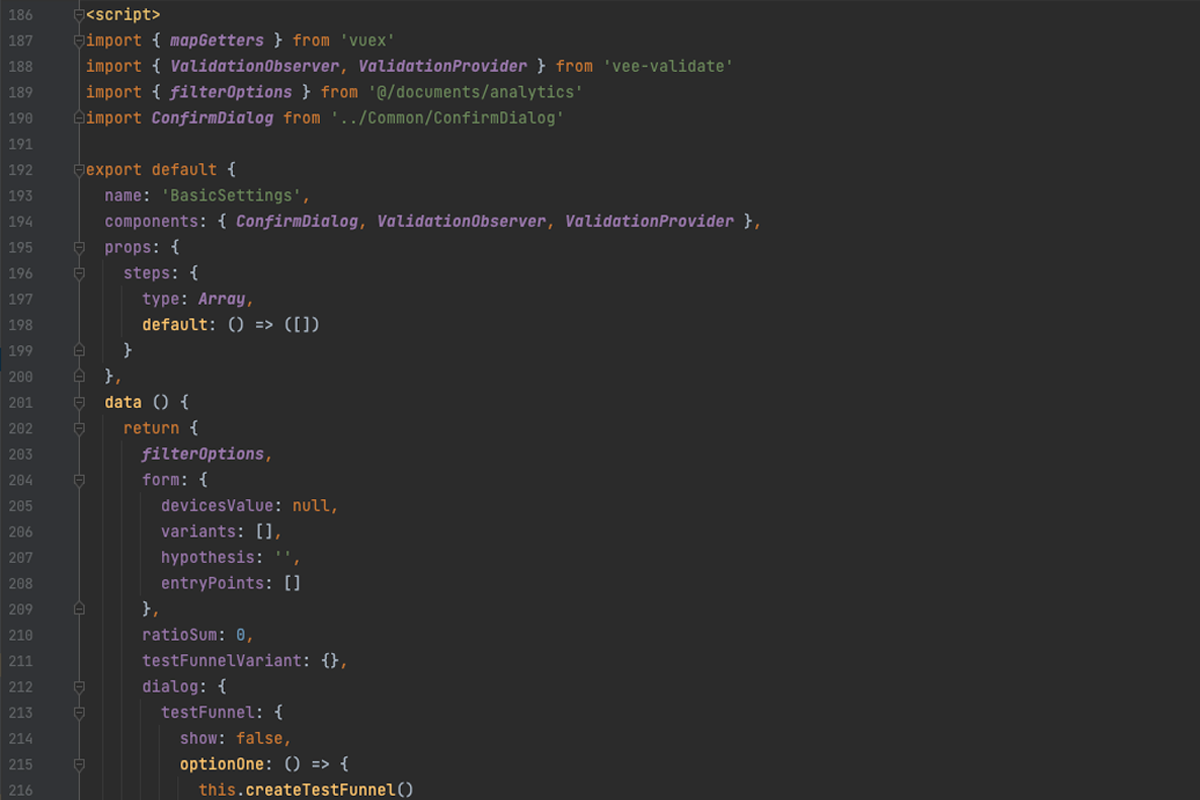 186 <script>
187 import { mapGetters } from 'vuex'
188 import { ValidationObserver, ValidationProvider } from 'vee-validate'
189 import { filterOptions } from '@/documents/analytics'
190 import ConfirmDialog from '../Common/ConfirmDialog'
191
192 export default {
193   name: 'BasicSettings',
194   components: { ConfirmDialog, ValidationObserver, ValidationProvider },
195   props: {
196     steps: {
197       type: Array,
198       default: () => ([])
199     }
200   },
201   data () {
202     return {
203       filterOptions,
204       form: {
205         devicesValue: null,
206         variants: [],
207         hypothesis: '',
208         entryPoints: []
209       },
210       ratioSum: 0,
211       testFunnelVariant: {},
212       dialog: {
213         testFunnel: {
214           show: false,
215           optionOne: () => {
216             this.createTestFunnel()